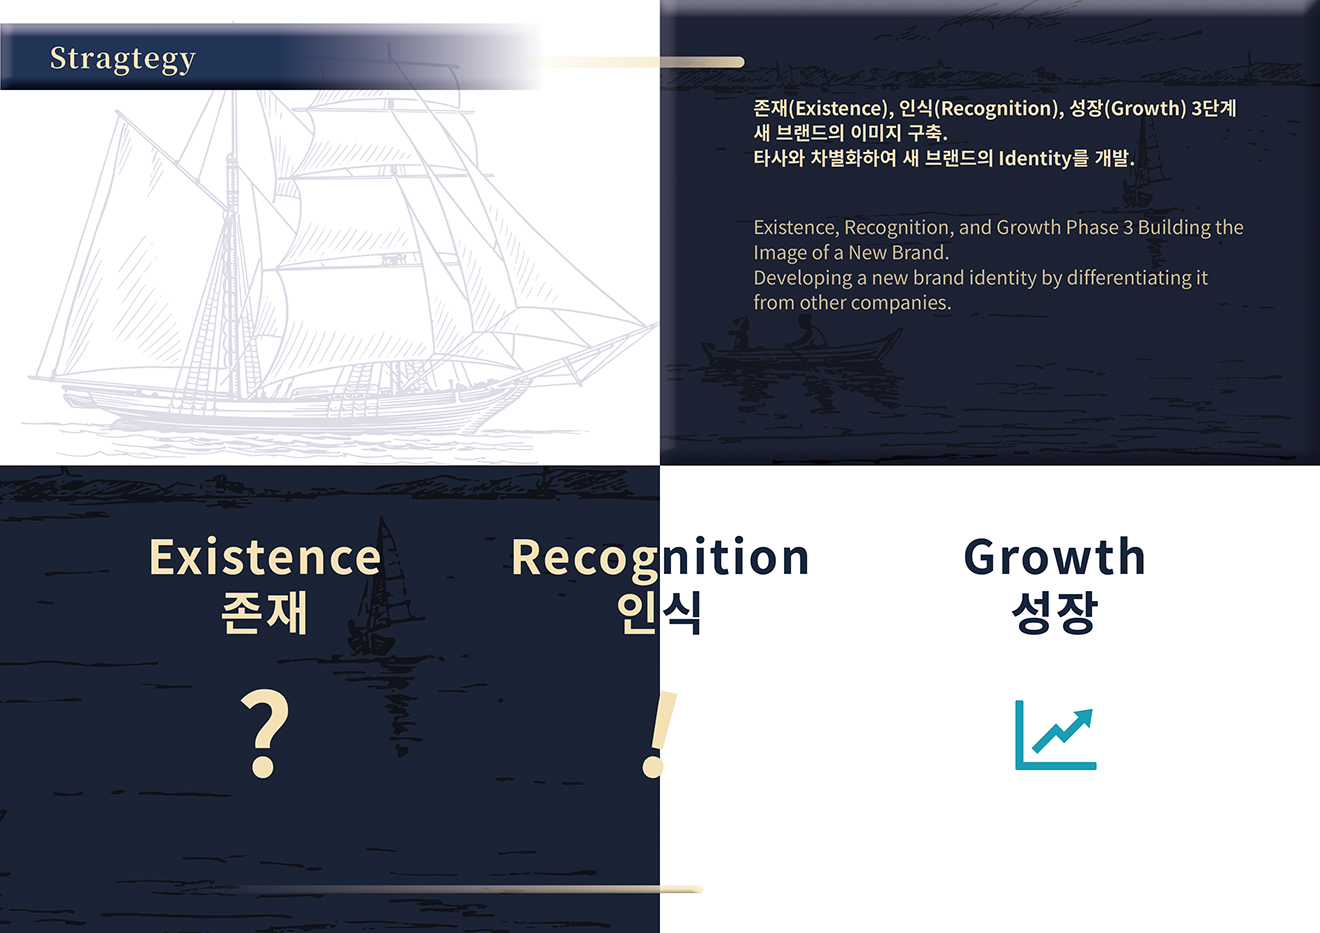 Stragtegy
존재(Existence), 인식(Recognition), 성장(Growth) 3단계
새 브랜드의 이미지 구축.
타사와 차별화하여 새 브랜드의 Identity를 개발.
Existence, Recognition, and Growth Phase 3 Building the
Image of a New Brand.
Developing a new brand identity by differentiating it
from other companies.
Existence
존재
?
Recognition
인식
!
Growth
성장